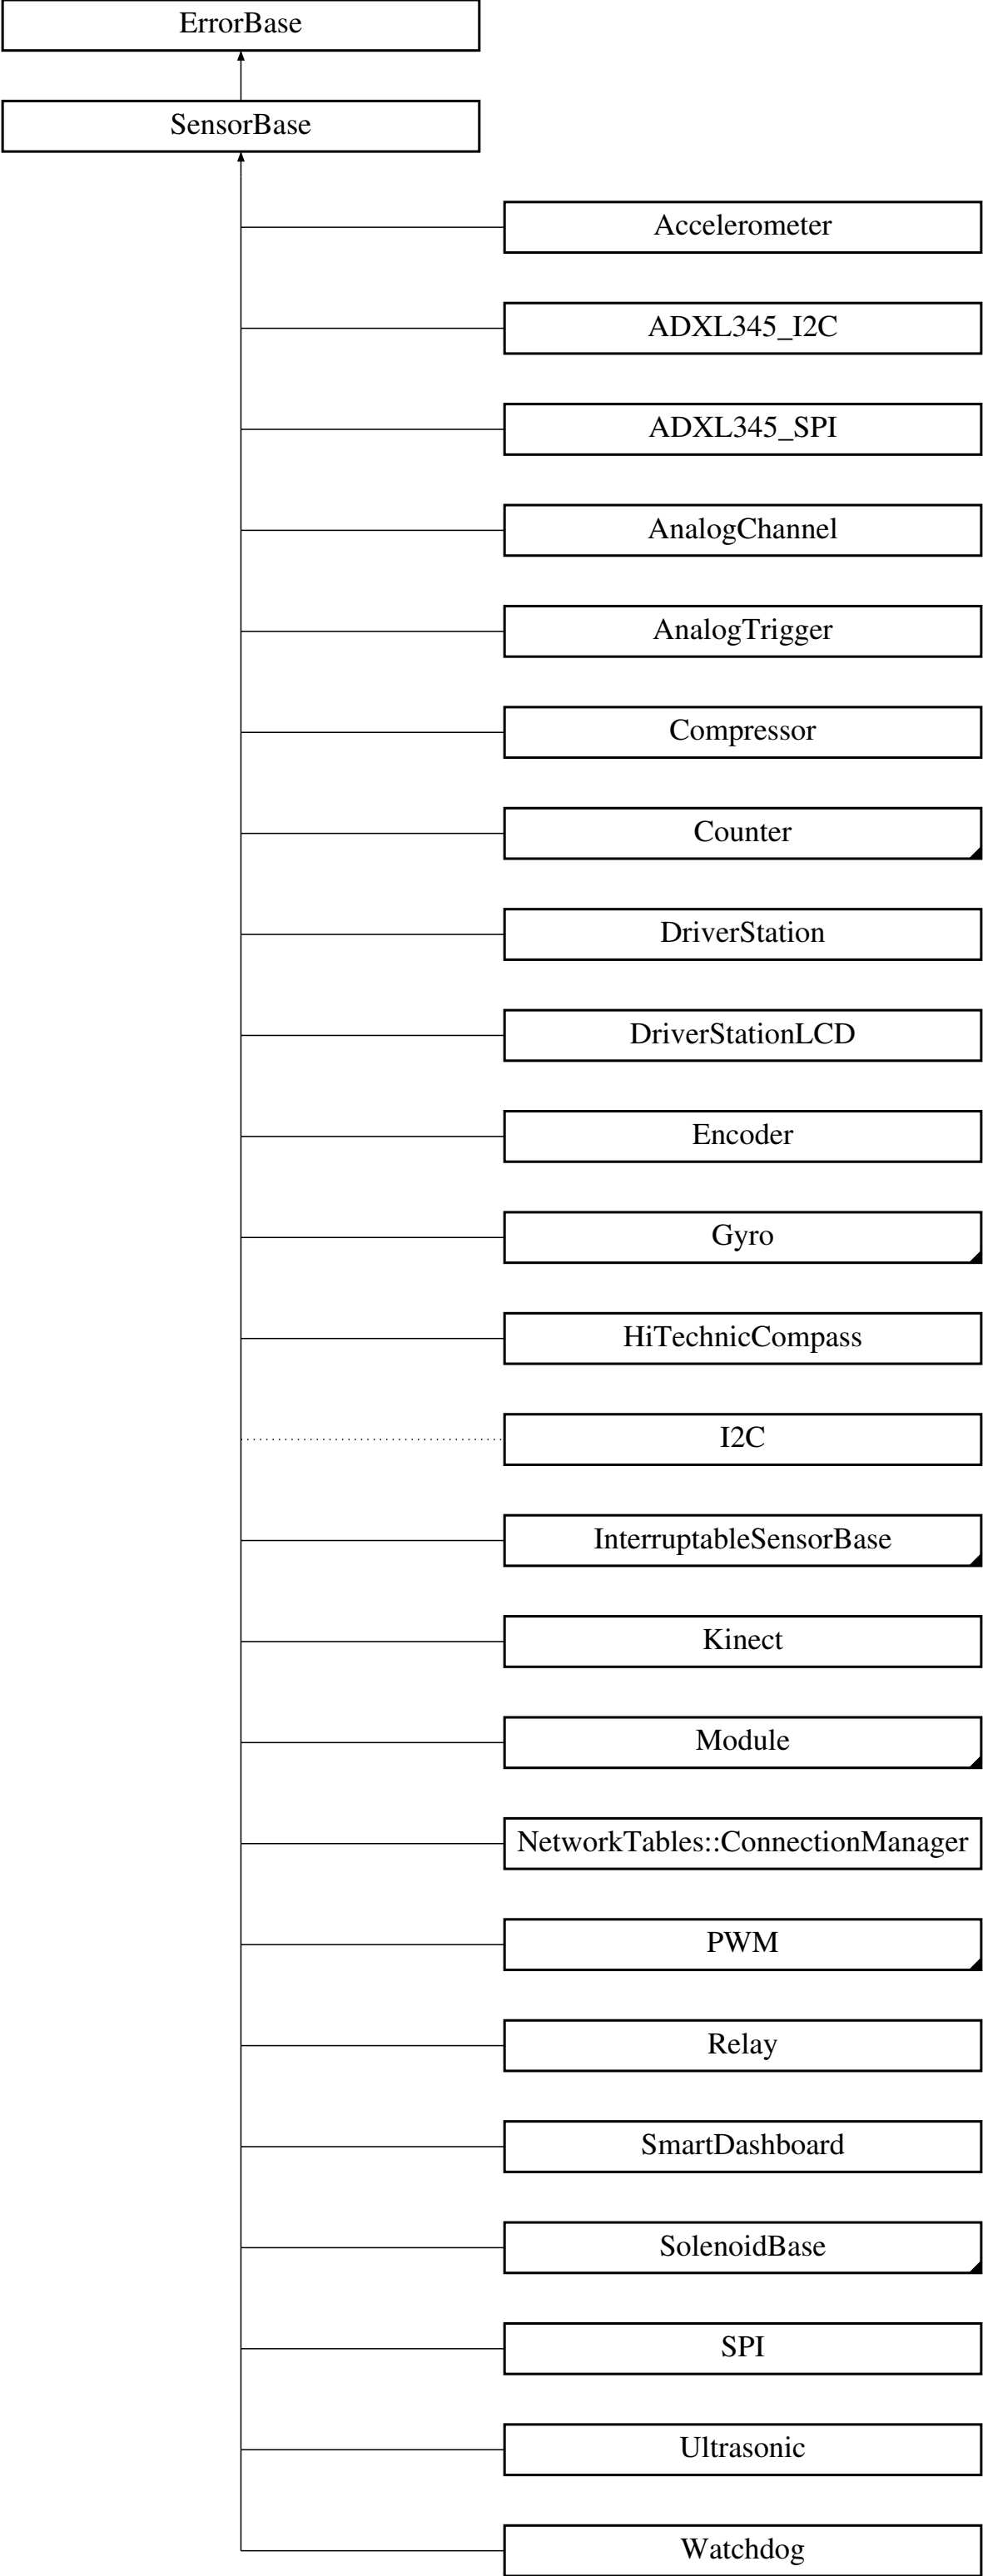 ErrorBase
SensorBase
Accelerometer
ADXL345_I2C
ADXL345_SPI
AnalogChannel
AnalogTrigger
Compressor
Counter
DriverStation
DriverStationLCD
Encoder
Gyro
HiTechnicCompass
I2C
InterruptableSensorBase
Kinect
Module
NetworkTables::ConnectionManager
PWM
Relay
SmartDashboard
SolenoidBase
SPI
Ultrasonic
Watchdog